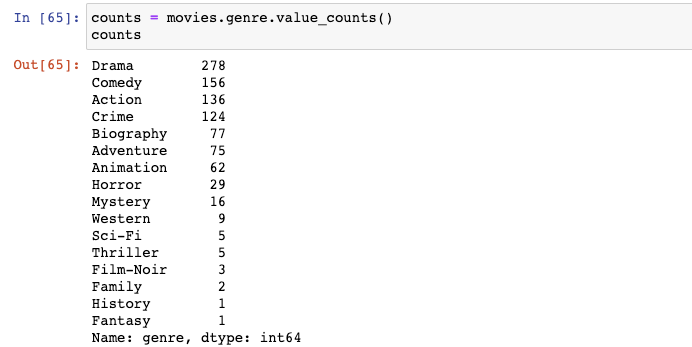 In [65]: counts = movies.genre.value_counts()
counts
Out[65]: Drama 278
Comedy 156
Action 136
Crime 124
Biography 77
Adventure 75
Animation 62
Horror 29
Mystery 16
Western 9
Sci-Fi 5
Thriller 5
Film-Noir 3
Family 2
History 1
Fantasy 1
Name: genre, dtype: int64